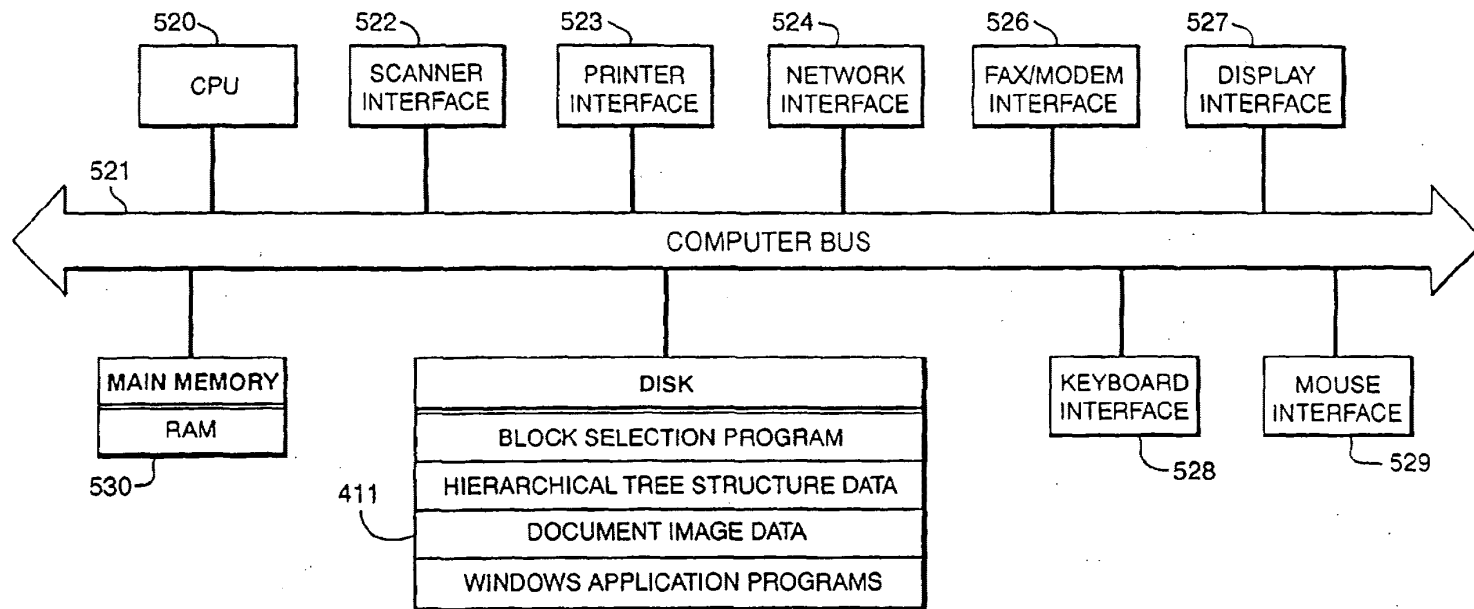 520
522
523
524
526
527
CPU
SCANNER
INTERFACE
PRINTER
INTERFACE
NETWORK
INTERFACE
FAX/MODEM
INTERFACE
DISPLAY
INTERFACE
521
COMPUTER BUS
MAIN MEMORY
RAM
530
DISK
BLOCK SELECTION PROGRAM
HIERARCHICAL TREE STRUCTURE DATA
DOCUMENT IMAGE DATA
WINDOWS APPLICATION PROGRAMS
411
KEYBOARD
INTERFACE
528
MOUSE
INTERFACE
529